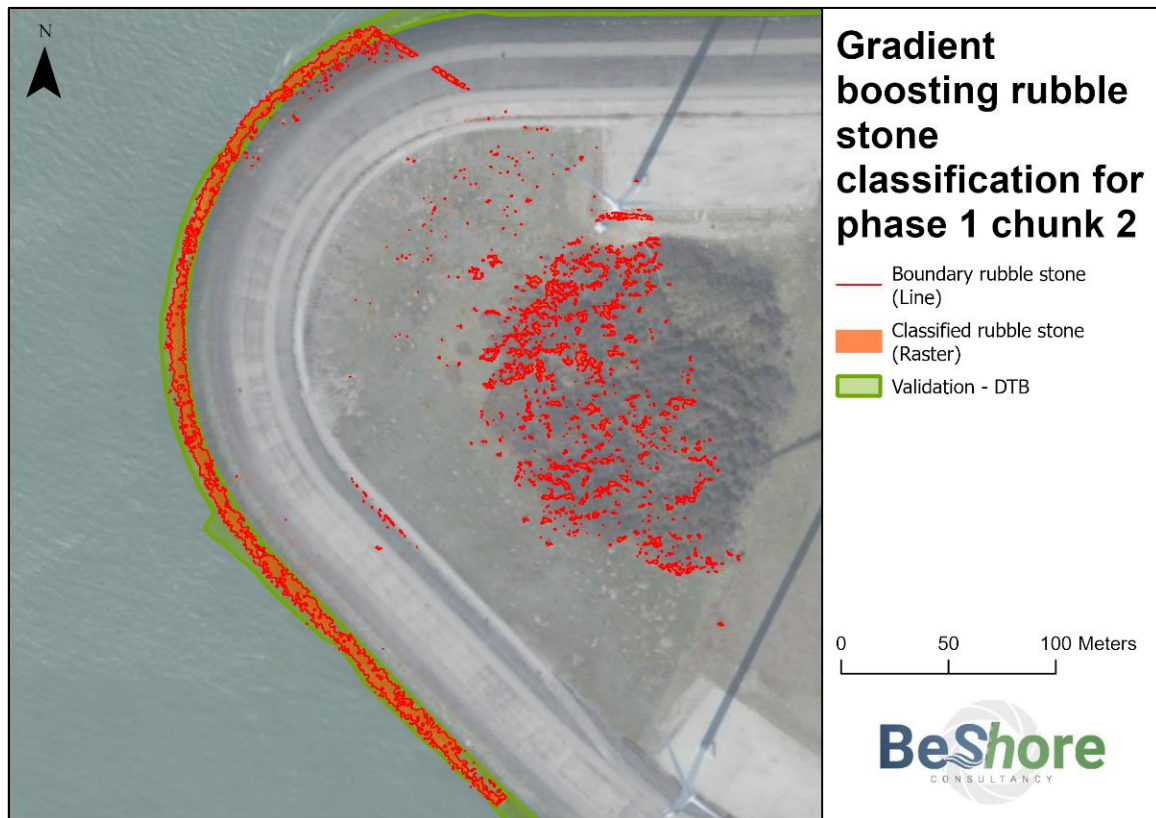 N
Gradient
boosting rubble
stone
classification for
phase 1 chunk 2
Boundary rubble stone
(Line)
Classified rubble stone
(Raster)
Validation - DTB
0 50 100 Meters
BeShore
CONSULTANCY